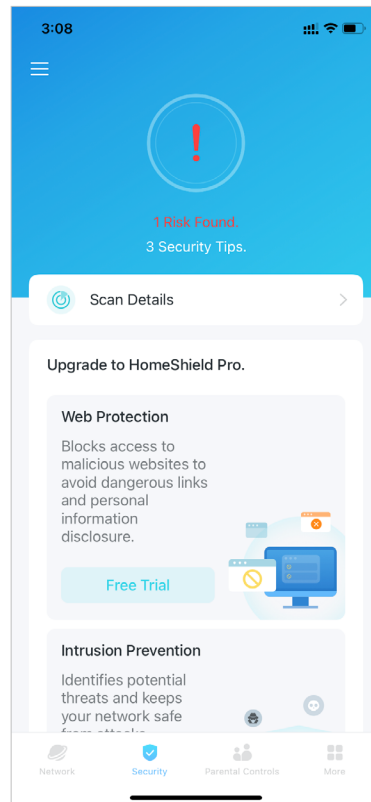 3:08
1 Risk Found.
3 Security Tips.
Scan Details
Upgrade to HomeShield Pro.
Web Protection
Blocks access to
malicious websites to
avoid dangerous links
and personal
information
disclosure.
Free Trial
Intrusion Prevention
Identifies potential
threats and keeps
your network safe
from attacks
Network
Security
Parental Controls
More